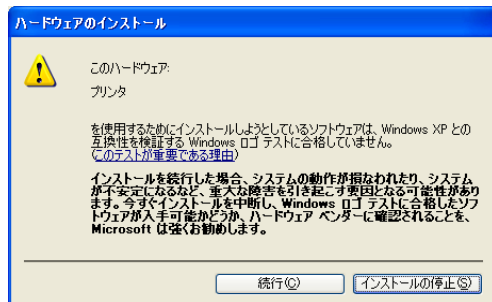 ハードウェアのインストール
このハードウェア:
プリンタ
を使用するためにインストールしようとしているソフトウェアは、Windows XP との
互換性を検証する Windows ロゴ テストに合格していません。
(このテストが重要である理由)
インストールを続行した場合、システムの動作が損なわれたり、システム
が不安定になるなど、重大な障害を引き起こす要因となる可能性があり
ます。今すぐインストールを中断し、Windows ロゴ テストに合格したソフ
トウェアが入手可能かどうか、ハードウェア ベンダーに確認されることを、
Microsoft は強くお勧めします。
続行(C)
インストールの停止(S)